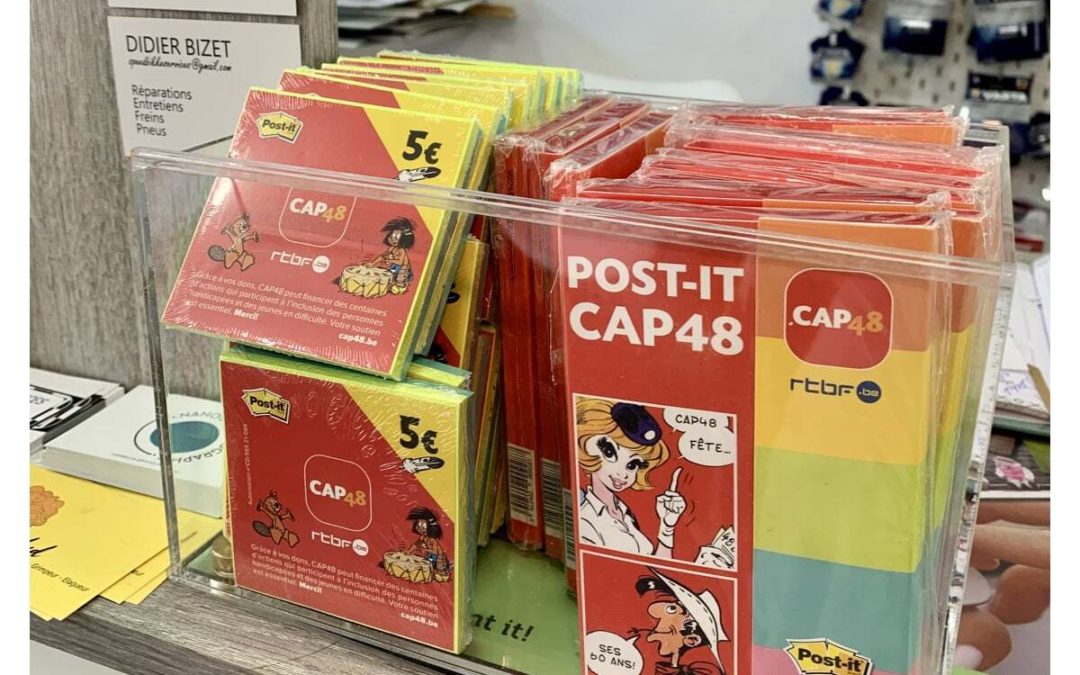 DIDIER BIZET
Réparations
Entretiens
Freins
Pneus
Post-it
5€
CAP48
rtbf.be
Grâce à vos dons, CAP48 peut financer des centaines
d'actions qui participent à l'inclusion des personnes
handicapées et des jeunes en difficulté. Votre soutien
est essentiel. Merci!
cap48.be
Post-it
5€
CAP48
rtbf.be
Grâce à vos dons, CAP48 peut financer des centaines
d'actions qui participent à l'inclusion des personnes
handicapées et des jeunes en difficulté. Votre soutien
est essentiel. Merci!
cap48.be
POST-IT
CAP48
CAP48
rtbf.be
CAP48
FÊTE...
SES
60 ANS!
Post-it
nt it!